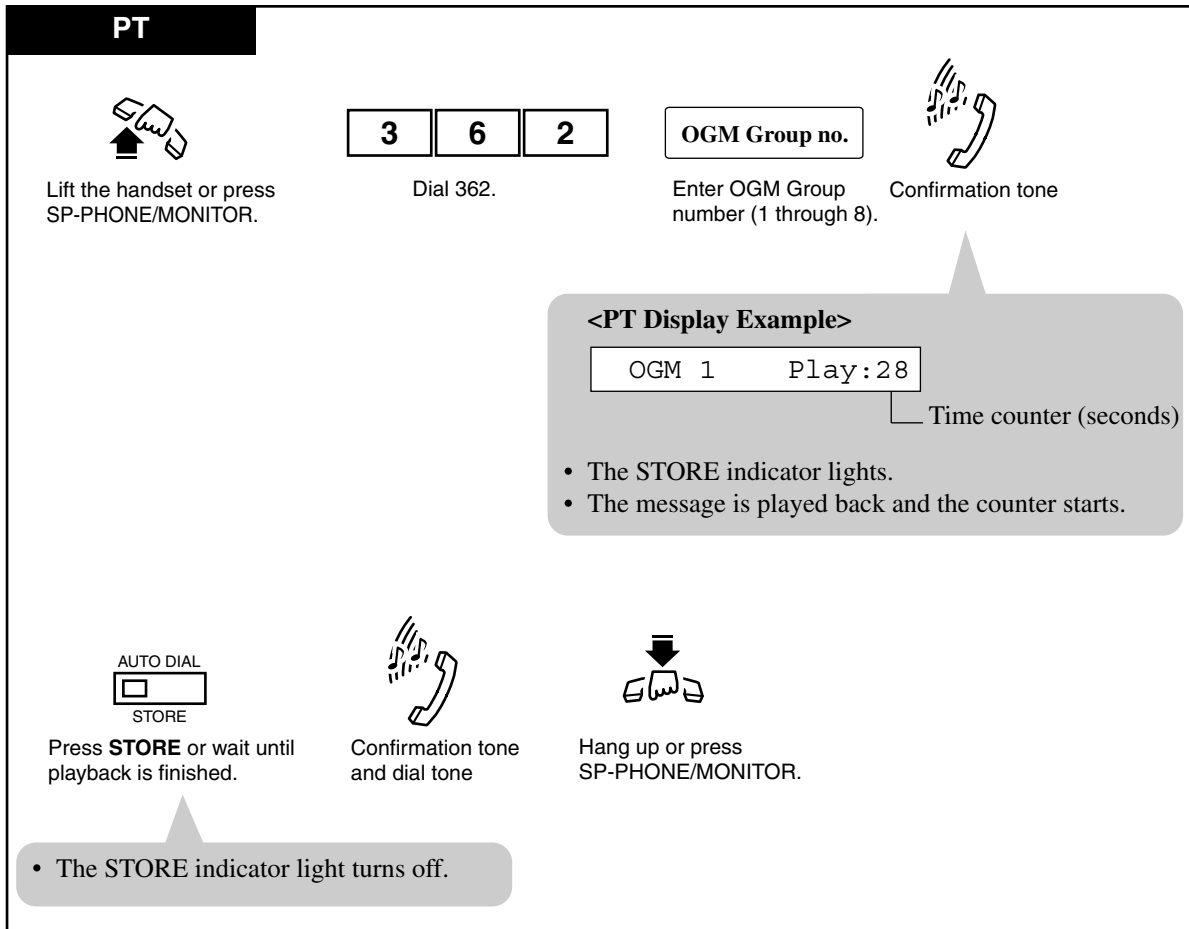 PT
3 6 2
OGM Group no.
Lift the handset or press
SP-PHONE/MONITOR.
Dial 362.
Enter OGM Group
number (1 through 8).
Confirmation tone
<PT Display Example>
OGM 1 Play:28
Time counter (seconds)
• The STORE indicator lights.
• The message is played back and the counter starts.
AUTO DIAL
STORE
Press STORE or wait until
playback is finished.
Confirmation tone
and dial tone
Hang up or press
SP-PHONE/MONITOR.
• The STORE indicator light turns off.